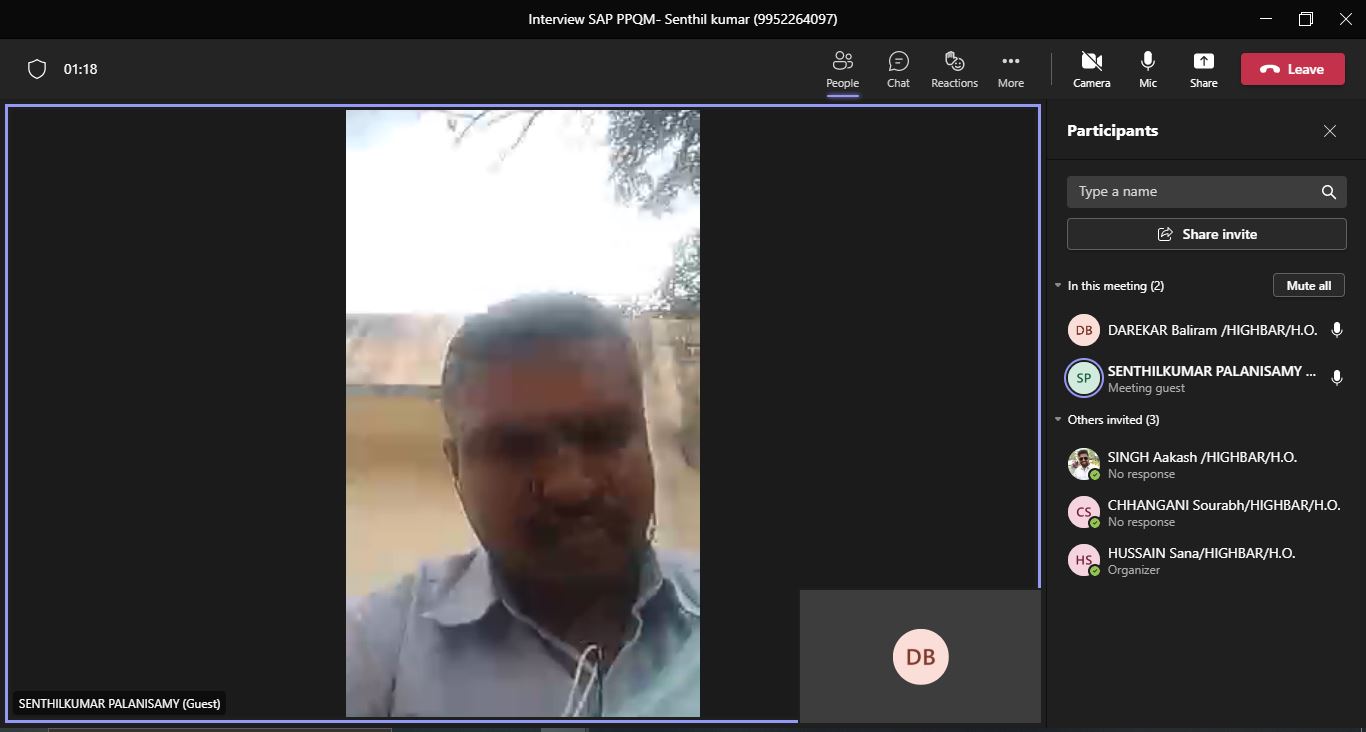 Interview SAP PPQM- Senthil kumar (9952264097)
01:18
People
Chat
Reactions
More
Camera
Mic
Share
Leave
Participants
Type a name
Share invite
In this meeting (2)
Mute all
DB
DAREKAR Baliram /HIGHBAR/H.O.
SP
SENTHILKUMAR PALANISAMY ...
Meeting guest
Others invited (3)
SINGH Aakash /HIGHBAR/H.O.
No response
CS
CHHANGANI Sourabh/HIGHBAR/H.O.
No response
HS
HUSSAIN Sana/HIGHBAR/H.O.
Organizer
DB
SENTHILKUMAR PALANISAMY (Guest)